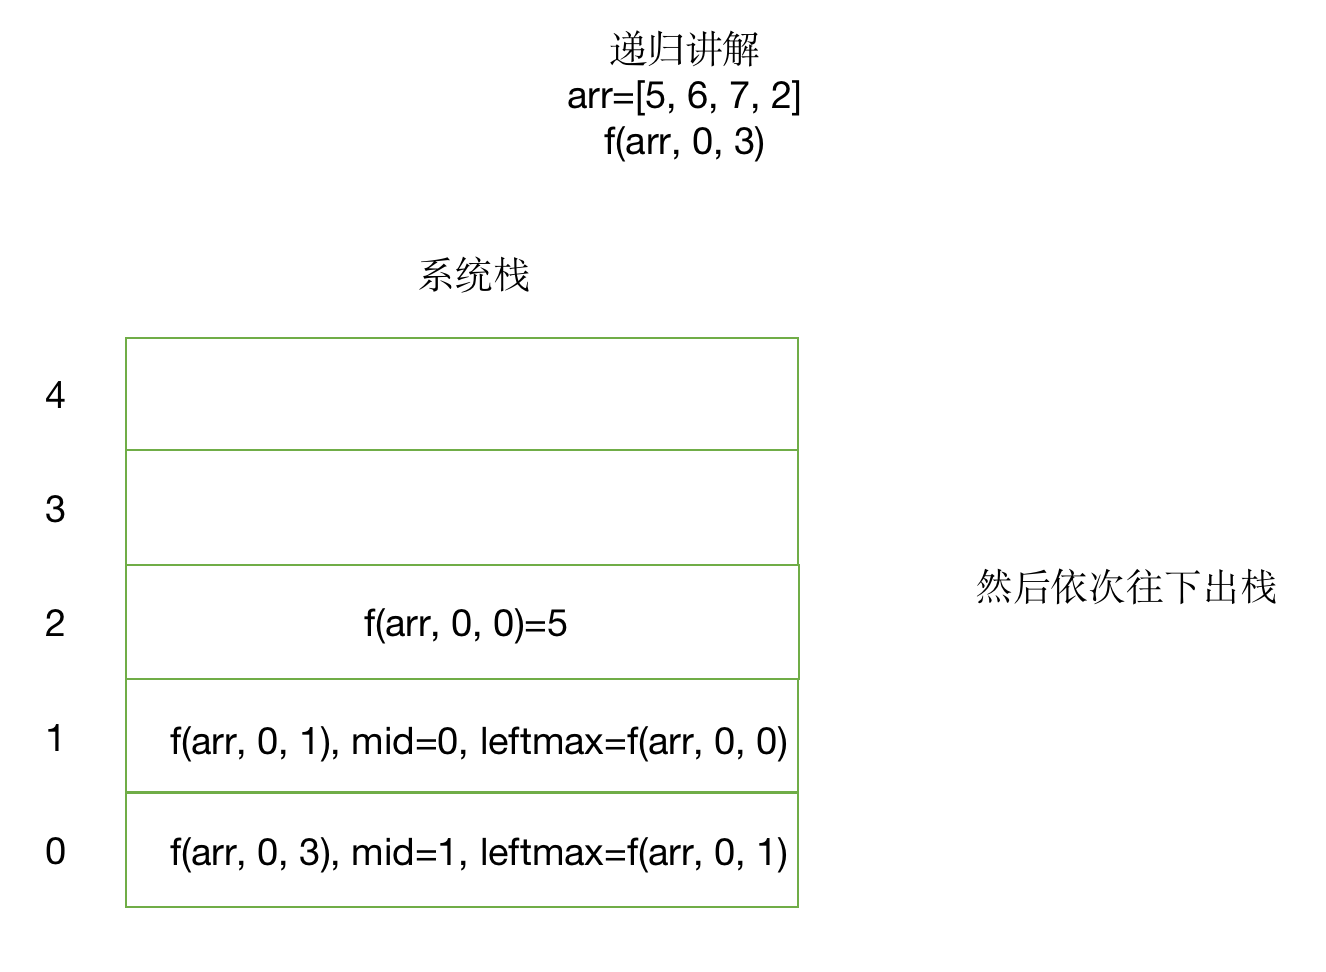 递归讲解
arr=[5, 6, 7, 2]
f(arr, 0, 3)
系统栈
4
3
2
f(arr, 0, 0)=5
然后依次往下出栈
1
f(arr, 0, 1), mid=0, leftmax=f(arr, 0, 0)
0
f(arr, 0, 3), mid=1, leftmax=f(arr, 0, 1)